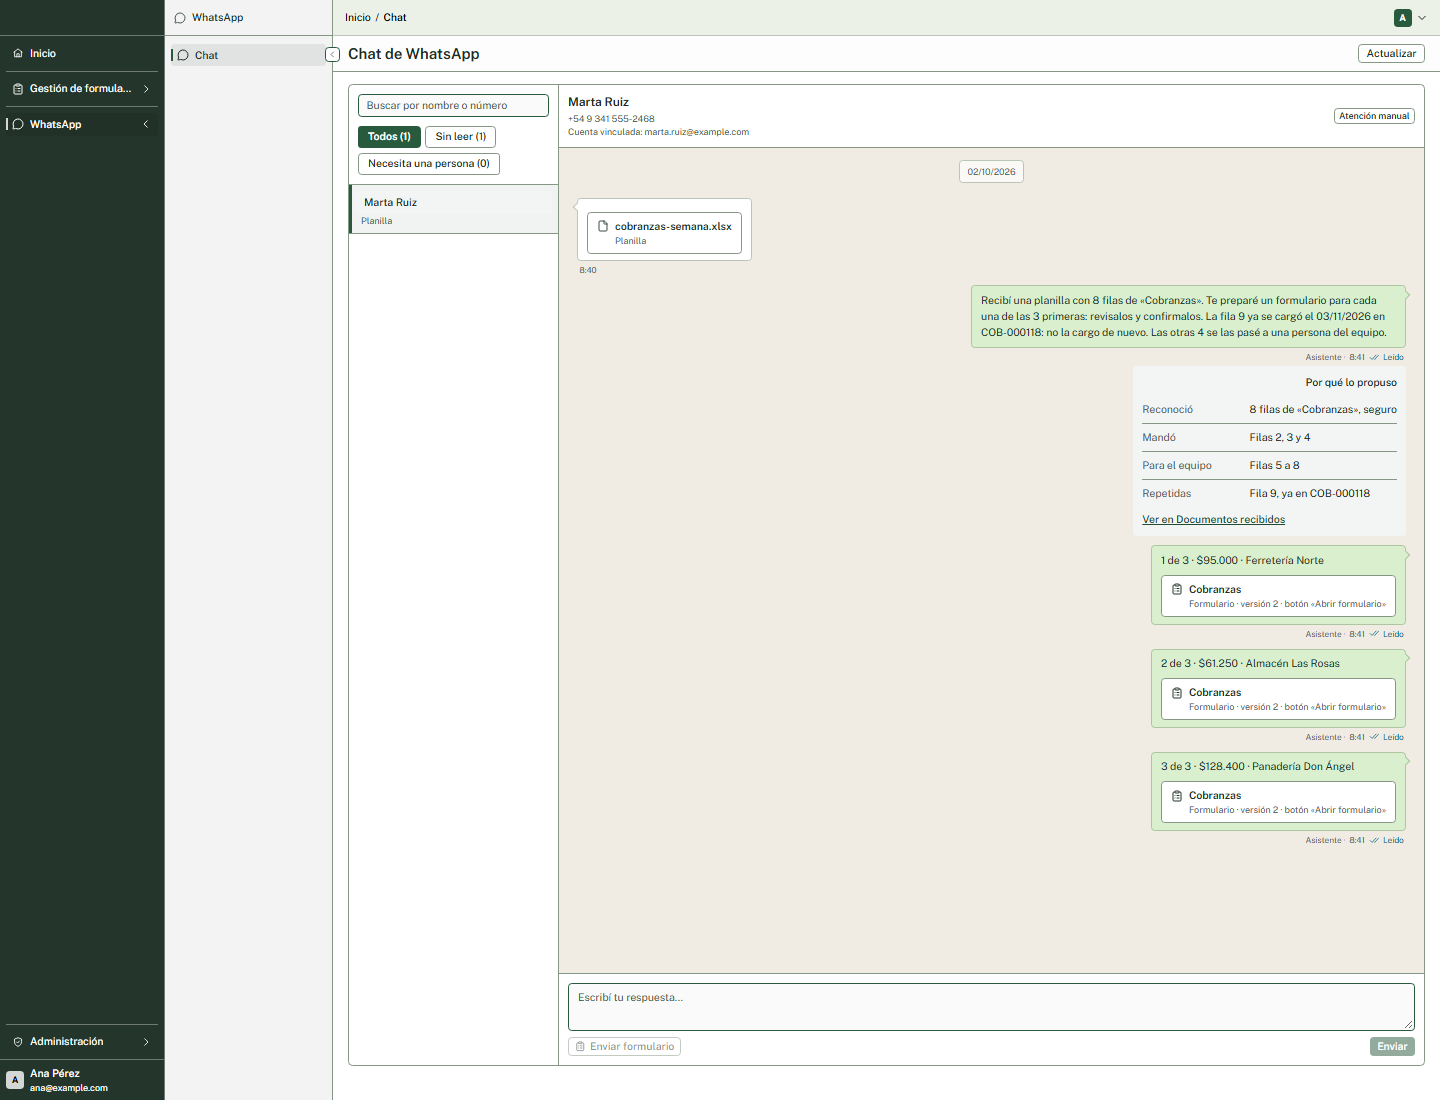 WhatsApp
Inicio / Chat
A
Inicio
Gestión de formula...
WhatsApp
Chat
Chat de WhatsApp
Actualizar
Buscar por nombre o número
Todos (1)
Sin leer (1)
Necesita una persona (0)
Marta Ruiz
Planilla
Marta Ruiz
+54 9 341 555-2468
Cuenta vinculada: marta.ruiz@example.com
Atención manual
02/10/2026
cobranzas-semana.xlsx
Planilla
8:40
Recibí una planilla con 8 filas de «Cobranzas». Te preparé un formulario para cada
una de las 3 primeras: revisalos y confirmalos. La fila 9 ya se cargó el 03/11/2026 en
COB-000118: no la cargo de nuevo. Las otras 4 se las pasé a una persona del equipo.
Asistente · 8:41 Leído
Por qué lo propuso
Reconoció 8 filas de «Cobranzas», seguro
Mandó Filas 2, 3 y 4
Para el equipo Filas 5 a 8
Repetidas Fila 9, ya en COB-000118
Ver en Documentos recibidos
1 de 3 · $95.000 · Ferretería Norte
Cobranzas
Formulario · versión 2 · botón «Abrir formulario»
Asistente · 8:41 Leído
2 de 3 · $61.250 · Almacén Las Rosas
Cobranzas
Formulario · versión 2 · botón «Abrir formulario»
Asistente · 8:41 Leído
3 de 3 · $128.400 · Panadería Don Ángel
Cobranzas
Formulario · versión 2 · botón «Abrir formulario»
Asistente · 8:41 Leído
Escribí tu respuesta...
Enviar formulario
Enviar
Administración
A
Ana Pérez
ana@example.com